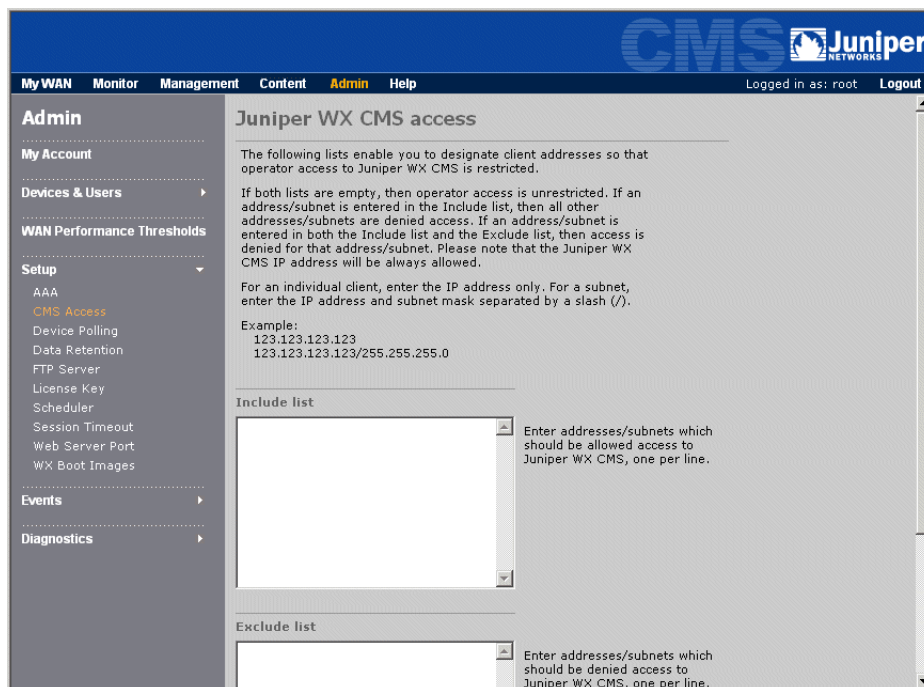 CMS
Juniper
NETWORKS
My WAN Monitor Management Content Admin Help Logged in as: root Logout
Admin
My Account
Devices & Users
WAN Performance Thresholds
Setup
AAA
CMS Access
Device Polling
Data Retention
FTP Server
License Key
Scheduler
Session Timeout
Web Server Port
WX Boot Images
Events
Diagnostics
Juniper WX CMS access
The following lists enable you to designate client addresses so that
operator access to Juniper WX CMS is restricted.
If both lists are empty, then operator access is unrestricted. If an
address/subnet is entered in the Include list, then all other
addresses/subnets are denied access. If an address/subnet is
entered in both the Include list and the Exclude list, then access is
denied for that address/subnet. Please note that the Juniper WX
CMS IP address will be always allowed.
For an individual client, enter the IP address only. For a subnet,
enter the IP address and subnet mask separated by a slash (/).
Example:
123.123.123.123
123.123.123.123/255.255.255.0
Include list
Enter addresses/subnets which
should be allowed access to
Juniper WX CMS, one per line.
Exclude list
Enter addresses/subnets which
should be denied access to
Juniper WX CMS, one per line.